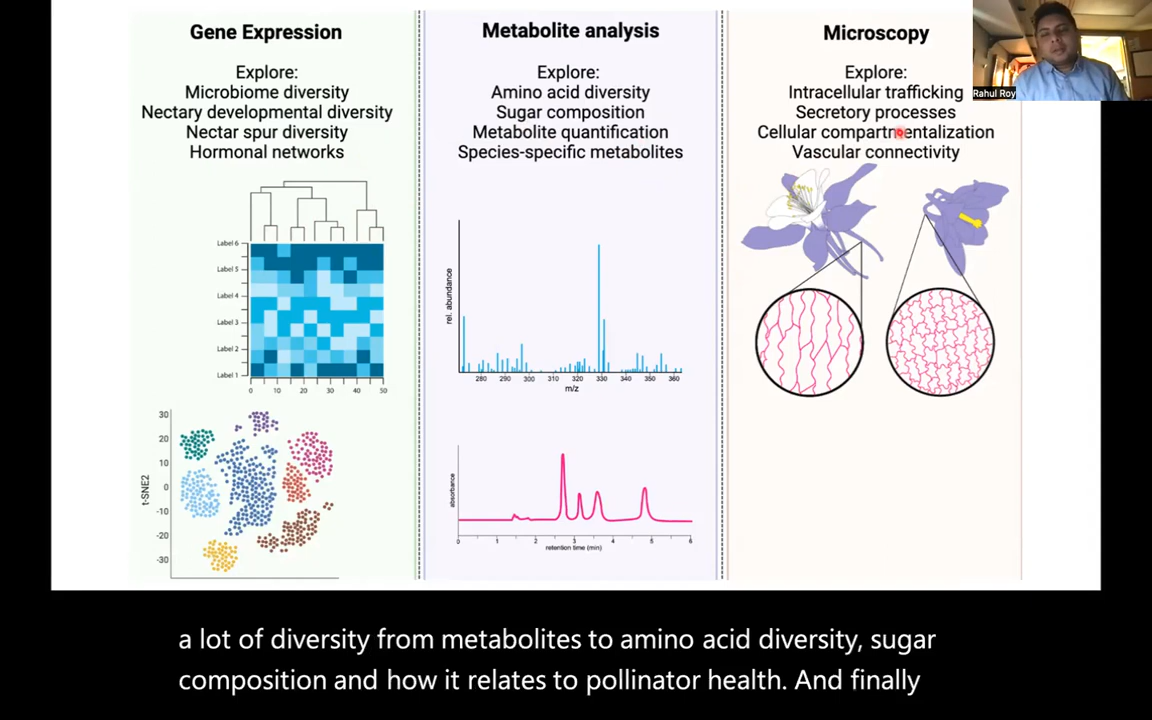 Gene Expression
Explore:
Microbiome diversity
Nectary developmental diversity
Nectar spur diversity
Hormonal networks
Label 6
Label 5
Label 4
Label 3
Label 2
Label 1
0 10 20 30 40 50
t-SNE2
30
20
10
0
-10
-20
-30
Metabolite analysis
Explore:
Amino acid diversity
Sugar composition
Metabolite quantification
Species-specific metabolites
rel. abundance
280 290 300 310 320 330 340 350 360
m/z
absorbance
0 1 2 3 4 5 6
retention time (min)
Microscopy
Explore:
Intracellular trafficking
Secretory processes
Cellular compartmentalization
Vascular connectivity
Rahul Roy
a lot of diversity from metabolites to amino acid diversity, sugar
composition and how it relates to pollinator health. And finally